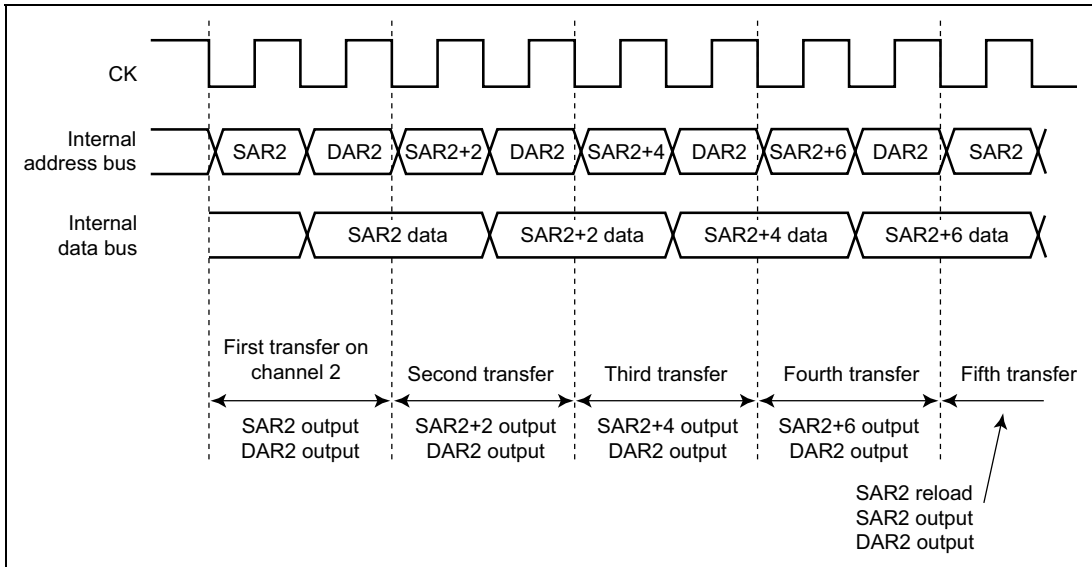 CK
Internal
address bus
SAR2 DAR2 SAR2+2 DAR2 SAR2+4 DAR2 SAR2+6 DAR2 SAR2
Internal
data bus
SAR2 data SAR2+2 data SAR2+4 data SAR2+6 data
First transfer on
channel 2
Second transfer
Third transfer
Fourth transfer
Fifth transfer
SAR2 output
DAR2 output
SAR2+2 output
DAR2 output
SAR2+4 output
DAR2 output
SAR2+6 output
DAR2 output
SAR2 reload
SAR2 output
DAR2 output